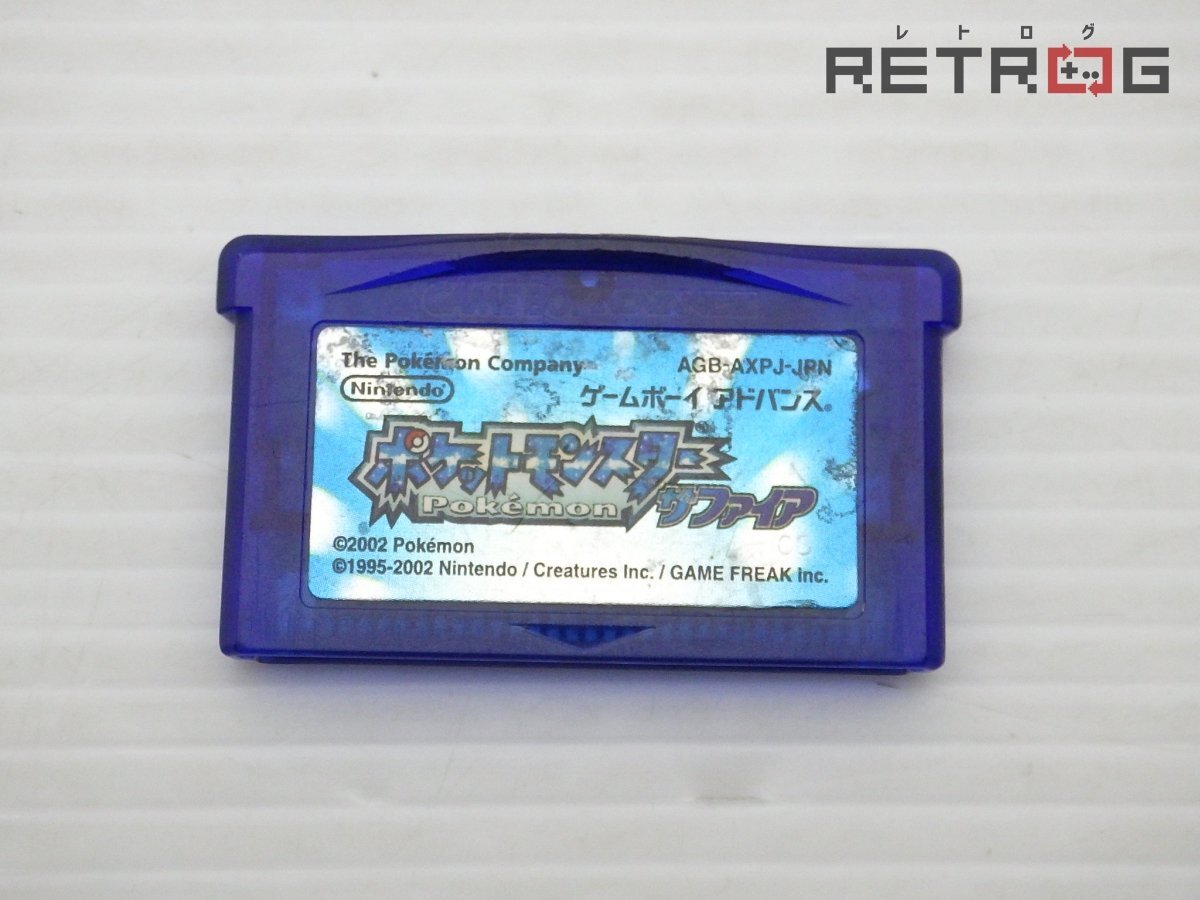 レトログ
RETROG
The Pokémon Company
AGB-AXPJ-JPN
Nintendo
ゲームボーイ アドバンス®
ポケットモンスター
Pokémon
サファイア
©2002 Pokémon
©1995-2002 Nintendo / Creatures Inc. / GAME FREAK inc.